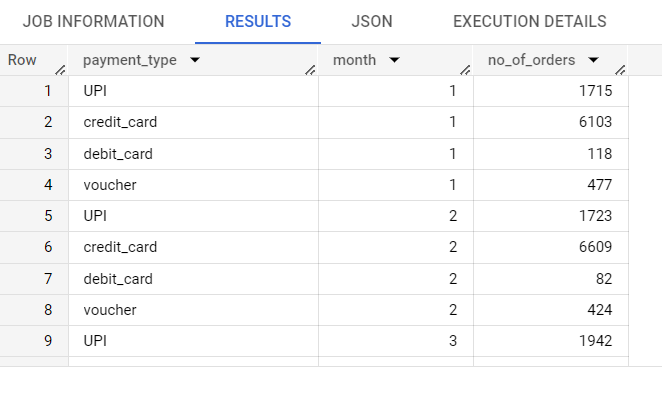 JOB INFORMATION RESULTS JSON EXECUTION DETAILS
Row payment_type month no_of_orders
1 UPI 1 1715
2 credit_card 1 6103
3 debit_card 1 118
4 voucher 1 477
5 UPI 2 1723
6 credit_card 2 6609
7 debit_card 2 82
8 voucher 2 424
9 UPI 3 1942